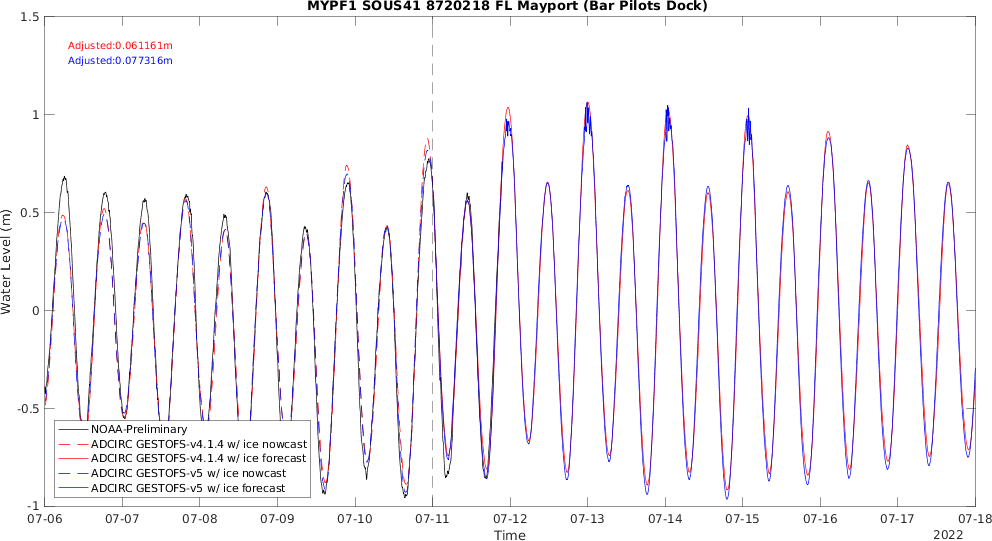 MYPF1 SOUS41 8720218 FL Mayport (Bar Pilots Dock)
1.5
Adjusted:0.061161m
Adjusted:0.077316m
1
0.5
Water Level (m)
0
-0.5
NOAA-Preliminary
ADCIRC GESTOFS-v4.1.4 w/ ice nowcast
ADCIRC GESTOFS-v4.1.4 w/ ice forecast
ADCIRC GESTOFS-v5 w/ ice nowcast
ADCIRC GESTOFS-v5 w/ ice forecast
-1
07-06 07-07 07-08 07-09 07-10 07-11 07-12 07-13 07-14 07-15 07-16 07-17 07-18
Time
2022